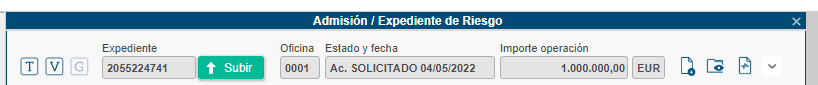 Admisión / Expediente de Riesgo
Expediente Oficina Estado y fecha Importe operación
T V G 2055224741 Subir 0001 Ac. SOLICITADO 04/05/2022 1.000.000,00 EUR